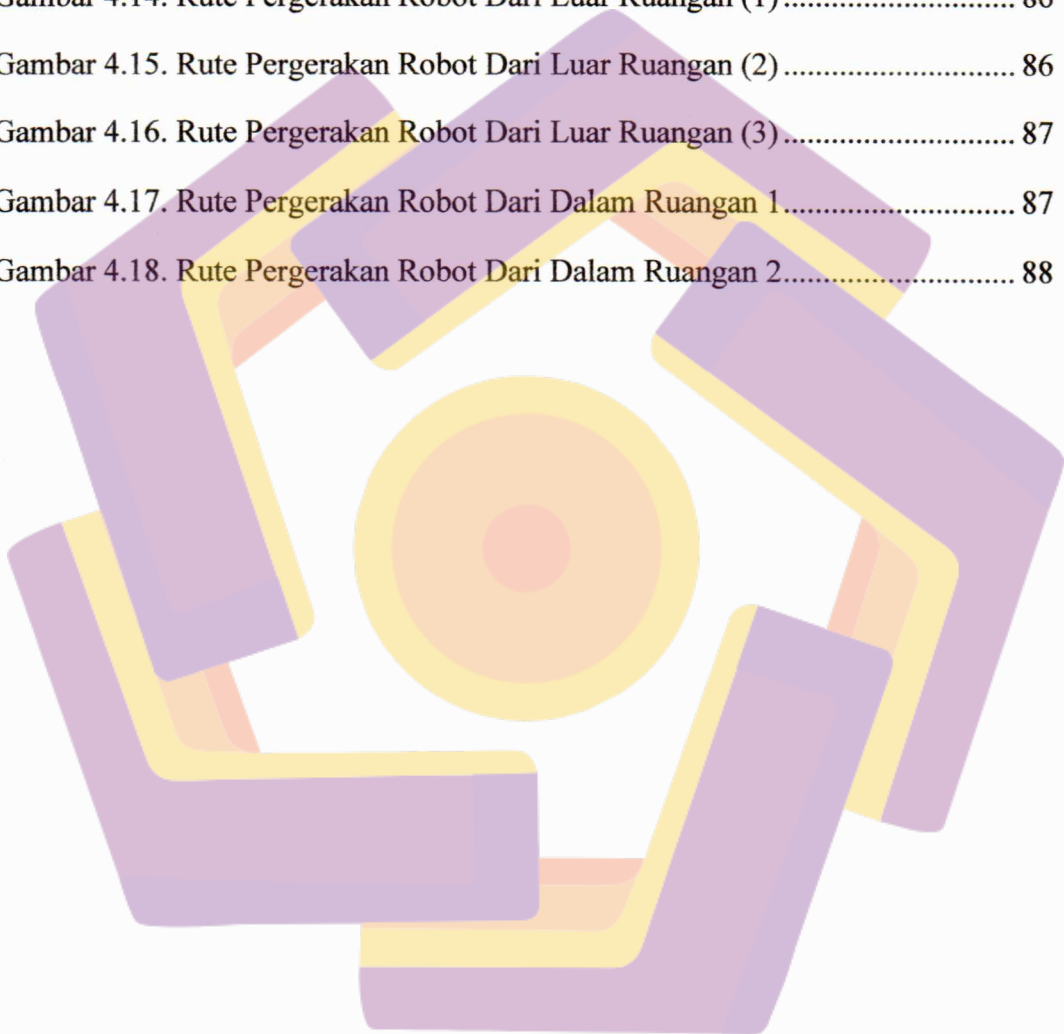 Gambar 4.14. Rute Pergerakan Robot Dari Luar Ruangan (1) ............................. 86
Gambar 4.15. Rute Pergerakan Robot Dari Luar Ruangan (2) ............................. 86
Gambar 4.16. Rute Pergerakan Robot Dari Luar Ruangan (3) ............................. 87
Gambar 4.17. Rute Pergerakan Robot Dari Dalam Ruangan 1 ............................. 87
Gambar 4.18. Rute Pergerakan Robot Dari Dalam Ruangan 2 ............................. 88